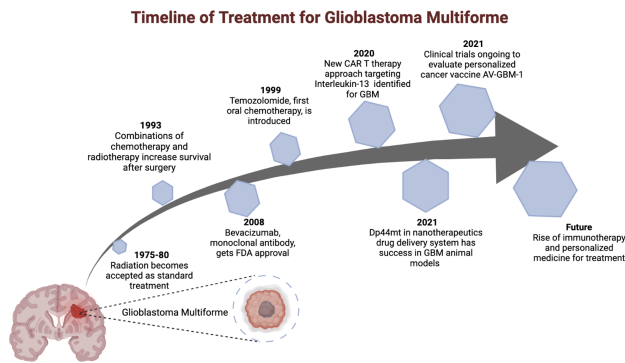 Timeline of Treatment for Glioblastoma Multiforme
2021
Clinical trials ongoing to
evaluate personalized
cancer vaccine AV-GBM-1
2020
New CAR T therapy
approach targeting
Interleukin-13 identified
for GBM
1999
Temozolomide, first
oral chemotherapy, is
introduced
1993
Combinations of
chemotherapy and
radiotherapy increase survival
after surgery
1975-80
Radiation becomes
accepted as standard
treatment
2008
Bevacizumab,
monoclonal antibody,
gets FDA approval
2021
Dp44mt in nanotherapeutics
drug delivery system has
success in GBM animal
models
Future
Rise of immunotherapy
and personalized
medicine for treatment
Glioblastoma Multiforme